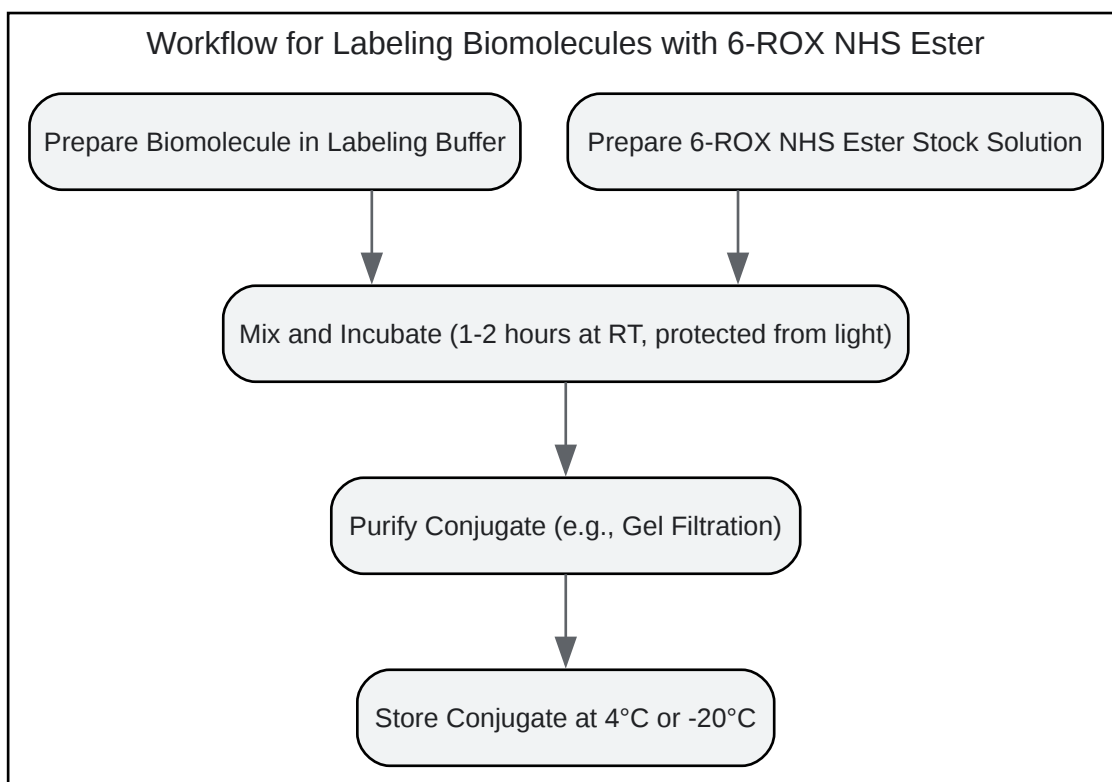 Workflow for Labeling Biomolecules with 6-ROX NHS Ester
Prepare Biomolecule in Labeling Buffer
Prepare 6-ROX NHS Ester Stock Solution
Mix and Incubate (1-2 hours at RT, protected from light)
Purify Conjugate (e.g., Gel Filtration)
Store Conjugate at 4°C or -20°C